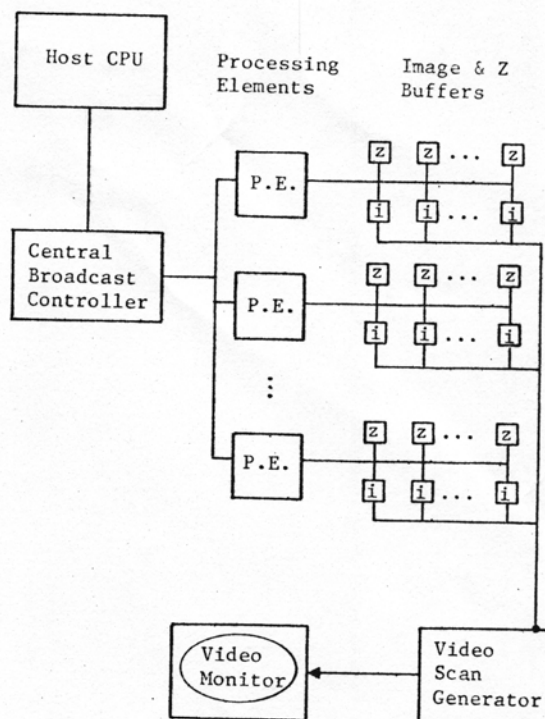 Host CPU
Processing
Elements
Image & Z
Buffers
z z ... z
P.E.
i i ... i
Central
Broadcast
Controller
z z ... z
P.E.
i i ... i
...
z z ... z
P.E.
i i ... i
Video
Monitor
Video
Scan
Generator